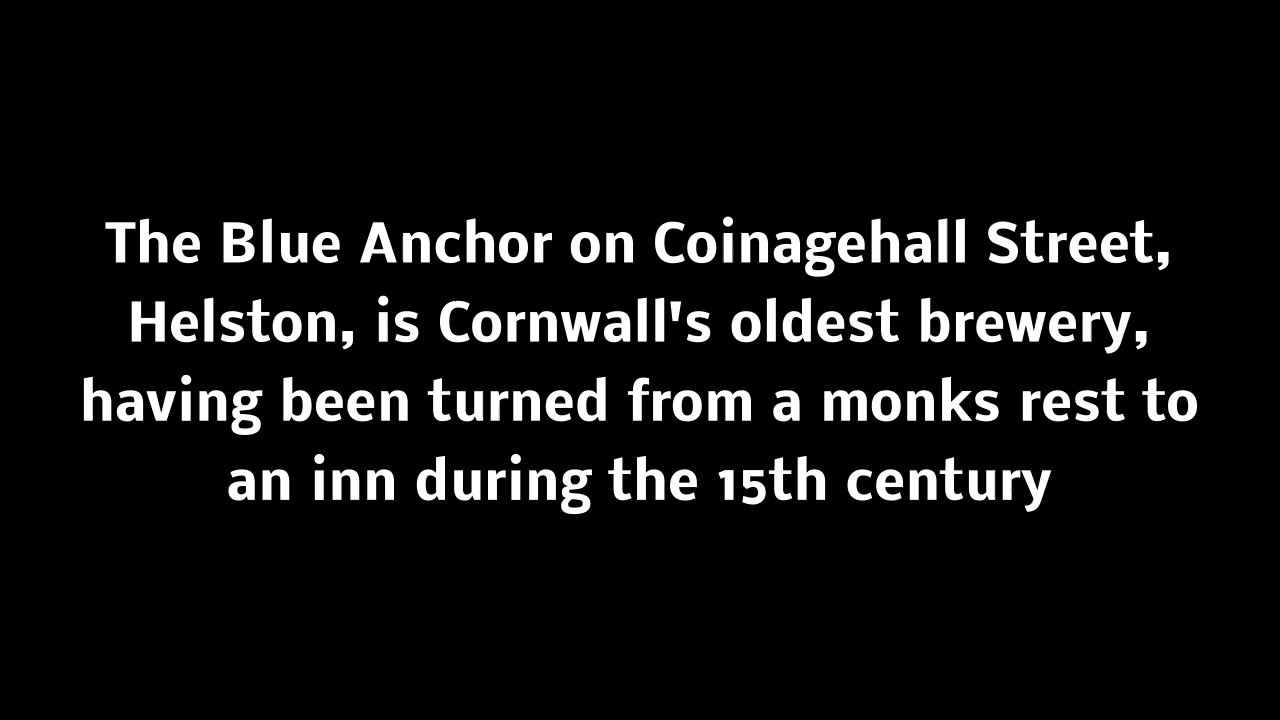 The Blue Anchor on Coinagehall Street,
Helston, is Cornwall's oldest brewery,
having been turned from a monks rest to
an inn during the 15th century